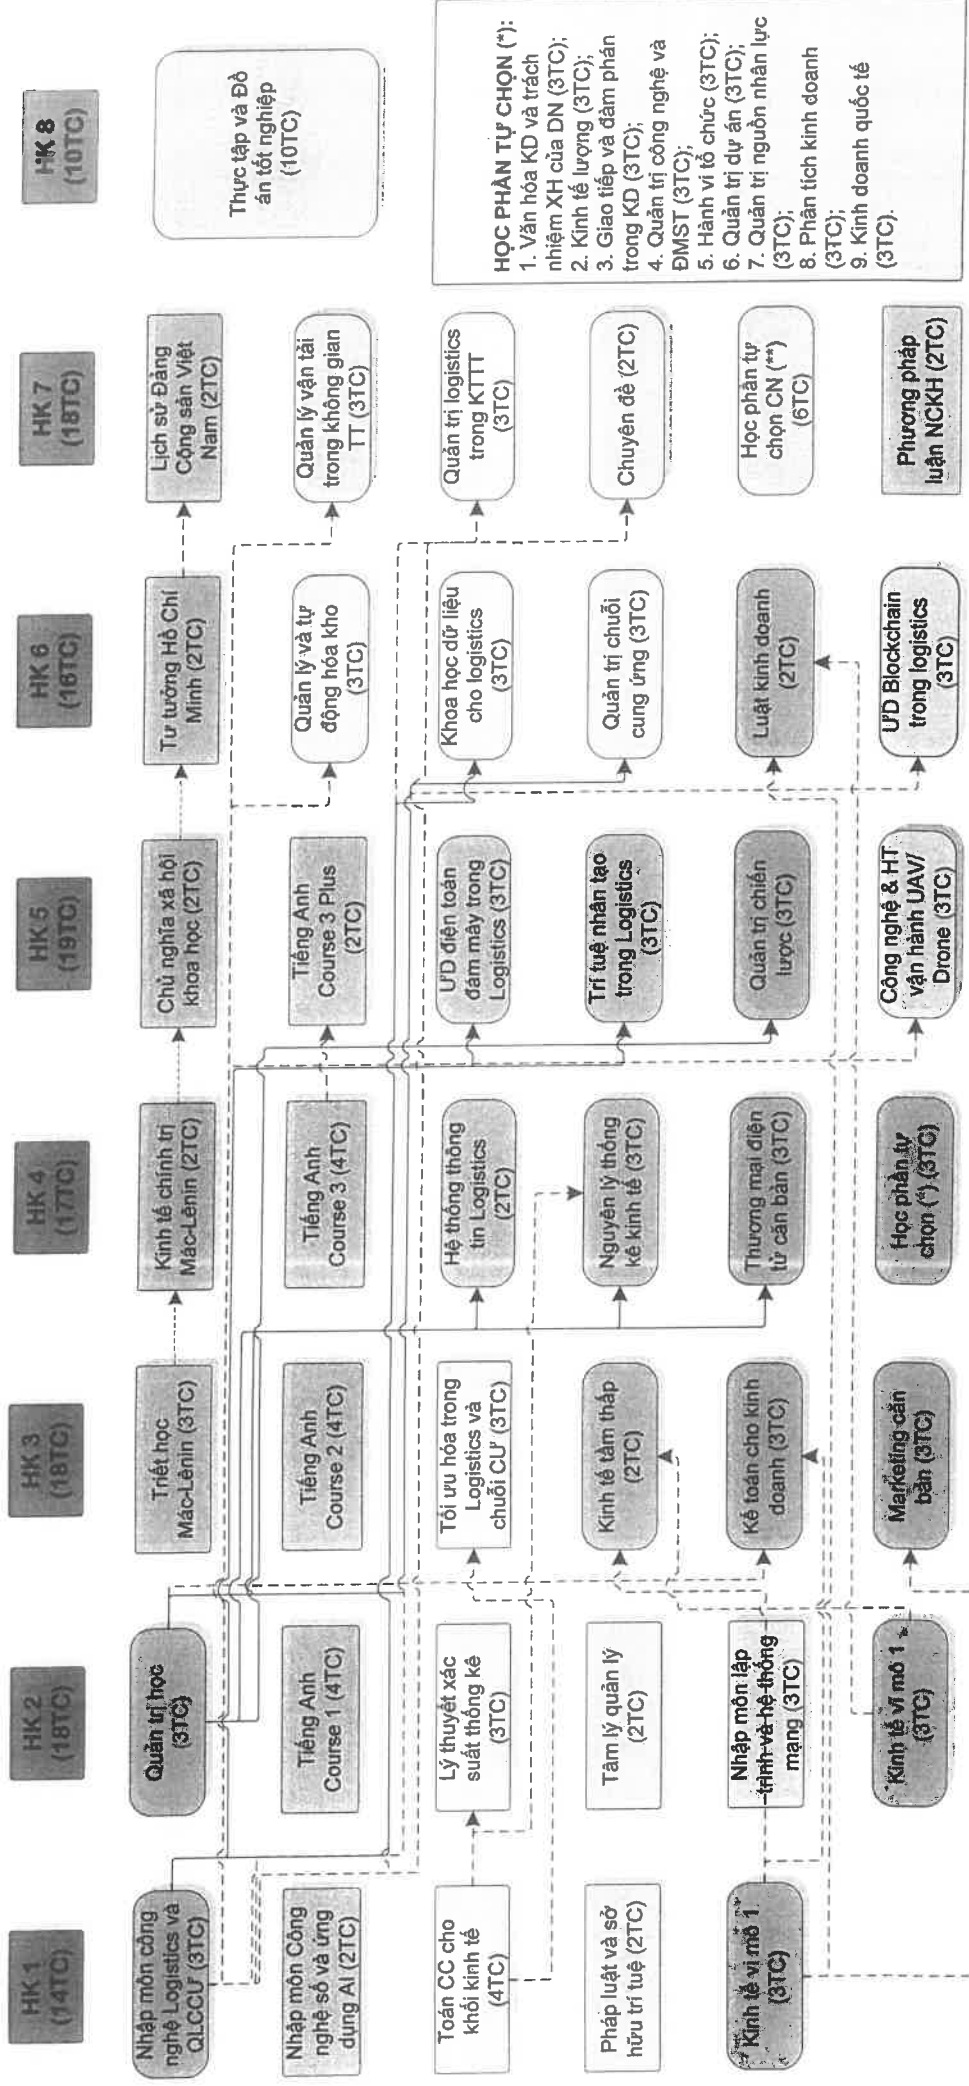 HK 1
(14TC)
Nhập môn công
nghệ Logistics và
QLCCƯ (3TC)
Nhập môn Công
nghệ số và ứng
dụng AI (2TC)
Toán CC cho
khối kinh tế
(4TC)
Pháp luật và sở
hữu trí tuệ (2TC)
Kinh tế vi mô 1
(3TC)
HK 2
(18TC)
Quản trị học
(3TC)
Tiếng Anh
Course 1 (4TC)
Lý thuyết xác
suất thống kê
(3TC)
Tâm lý quản lý
(2TC)
Nhập môn lập
trình và hệ thống
mạng (3TC)
Kinh tế vĩ mô 1
(3TC)
HK 3
(18TC)
Triết học
Mác-Lênin (3TC)
Tiếng Anh
Course 2 (4TC)
Tối ưu hóa trong
Logistics và
chuỗi CƯ (3TC)
Kinh tế tầm thấp
(2TC)
Kế toán cho kinh
doanh (3TC)
Marketing căn
bản (3TC)
HK 4
(17TC)
Kinh tế chính trị
Mác-Lênin (2TC)
Tiếng Anh
Course 3 (4TC)
Hệ thống thông
tin Logistics
(2TC)
Nguyên lý thống
kê kinh tế (3TC)
Thương mại điện
tử căn bản (3TC)
Học phần tự
chọn (*) (3TC)
HK 5
(19TC)
Chủ nghĩa xã hội
khoa học (2TC)
Tiếng Anh
Course 3 Plus
(2TC)
ƯD điện toán
đám mây trong
Logistics (3TC)
Trí tuệ nhân tạo
trong Logistics
(3TC)
Quản trị chiến
lược (3TC)
Công nghệ & HT
vận hành UAV/
Drone (3TC)
HK 6
(16TC)
Tư tưởng Hồ Chí
Minh (2TC)
Quản lý và tự
động hóa kho
(3TC)
Khoa học dữ liệu
cho logistics
(3TC)
Quản trị chuỗi
cung ứng (3TC)
Luật kinh doanh
(2TC)
ƯD Blockchain
trong logistics
(3TC)
HK 7
(18TC)
Lịch sử Đảng
Cộng sản Việt
Nam (2TC)
Quản lý vận tải
trong không gian
TT (3TC)
Quản trị logistics
trong KTTT
(3TC)
Chuyên đề (2TC)
Học phần tự
chọn CN (**)
(6TC)
Phương pháp
luận NCKH (2TC)
HK 8
(10TC)
Thực tập và Đồ
án tốt nghiệp
(10TC)
HỌC PHẦN TỰ CHỌN (*):
1. Văn hóa KD và trách
nhiệm XH của DN (3TC);
2. Kinh tế lượng (3TC);
3. Giao tiếp và đàm phán
trong KD (3TC);
4. Quản trị công nghệ và
ĐMST (3TC);
5. Hành vi tổ chức (3TC);
6. Quản trị dự án (3TC);
7. Quản trị nguồn nhân lực
(3TC);
8. Phân tích kinh doanh
(3TC);
9. Kinh doanh quốc tế
(3TC).